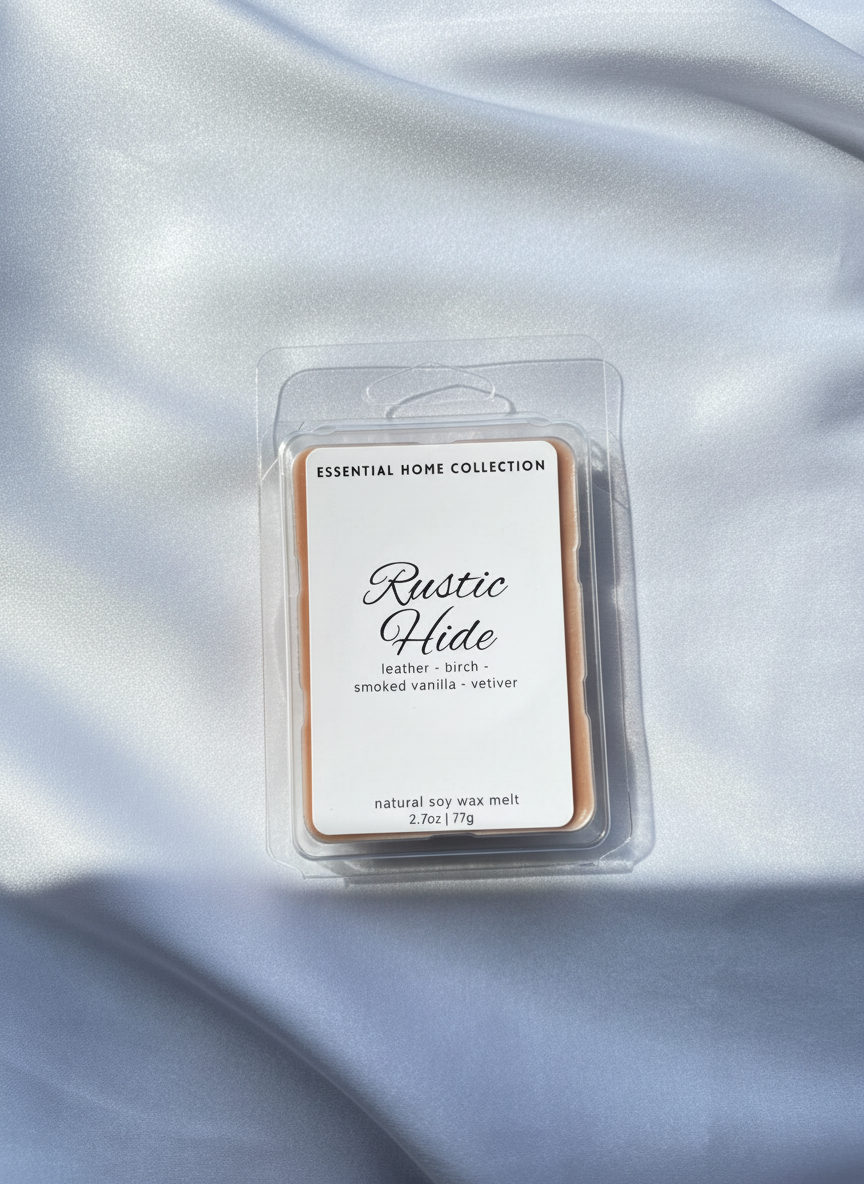 ESSENTIAL HOME COLLECTION
Rustic
Hide
leather - birch -
smoked vanilla - vetiver
natural soy wax melt
2.7oz | 77g